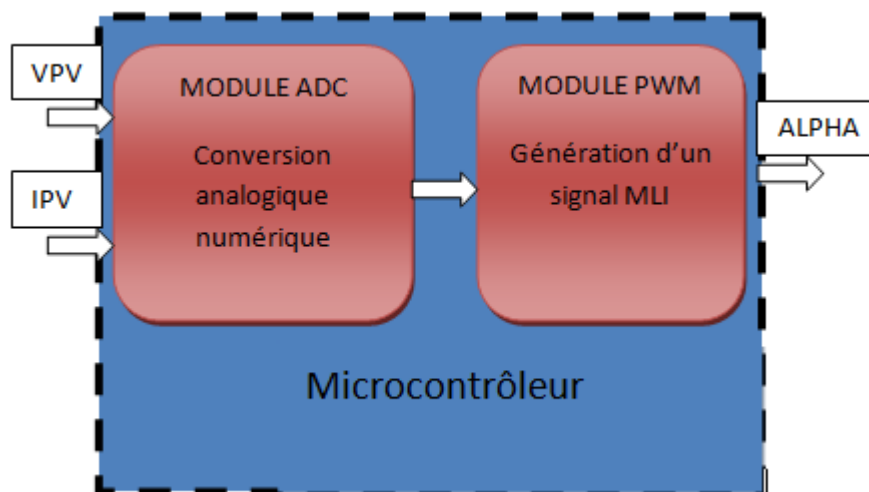 VPV
IPV
MODULE ADC
Conversion
analogique
numérique
MODULE PWM
Génération d'un
signal MLI
ALPHA
Microcontrôleur